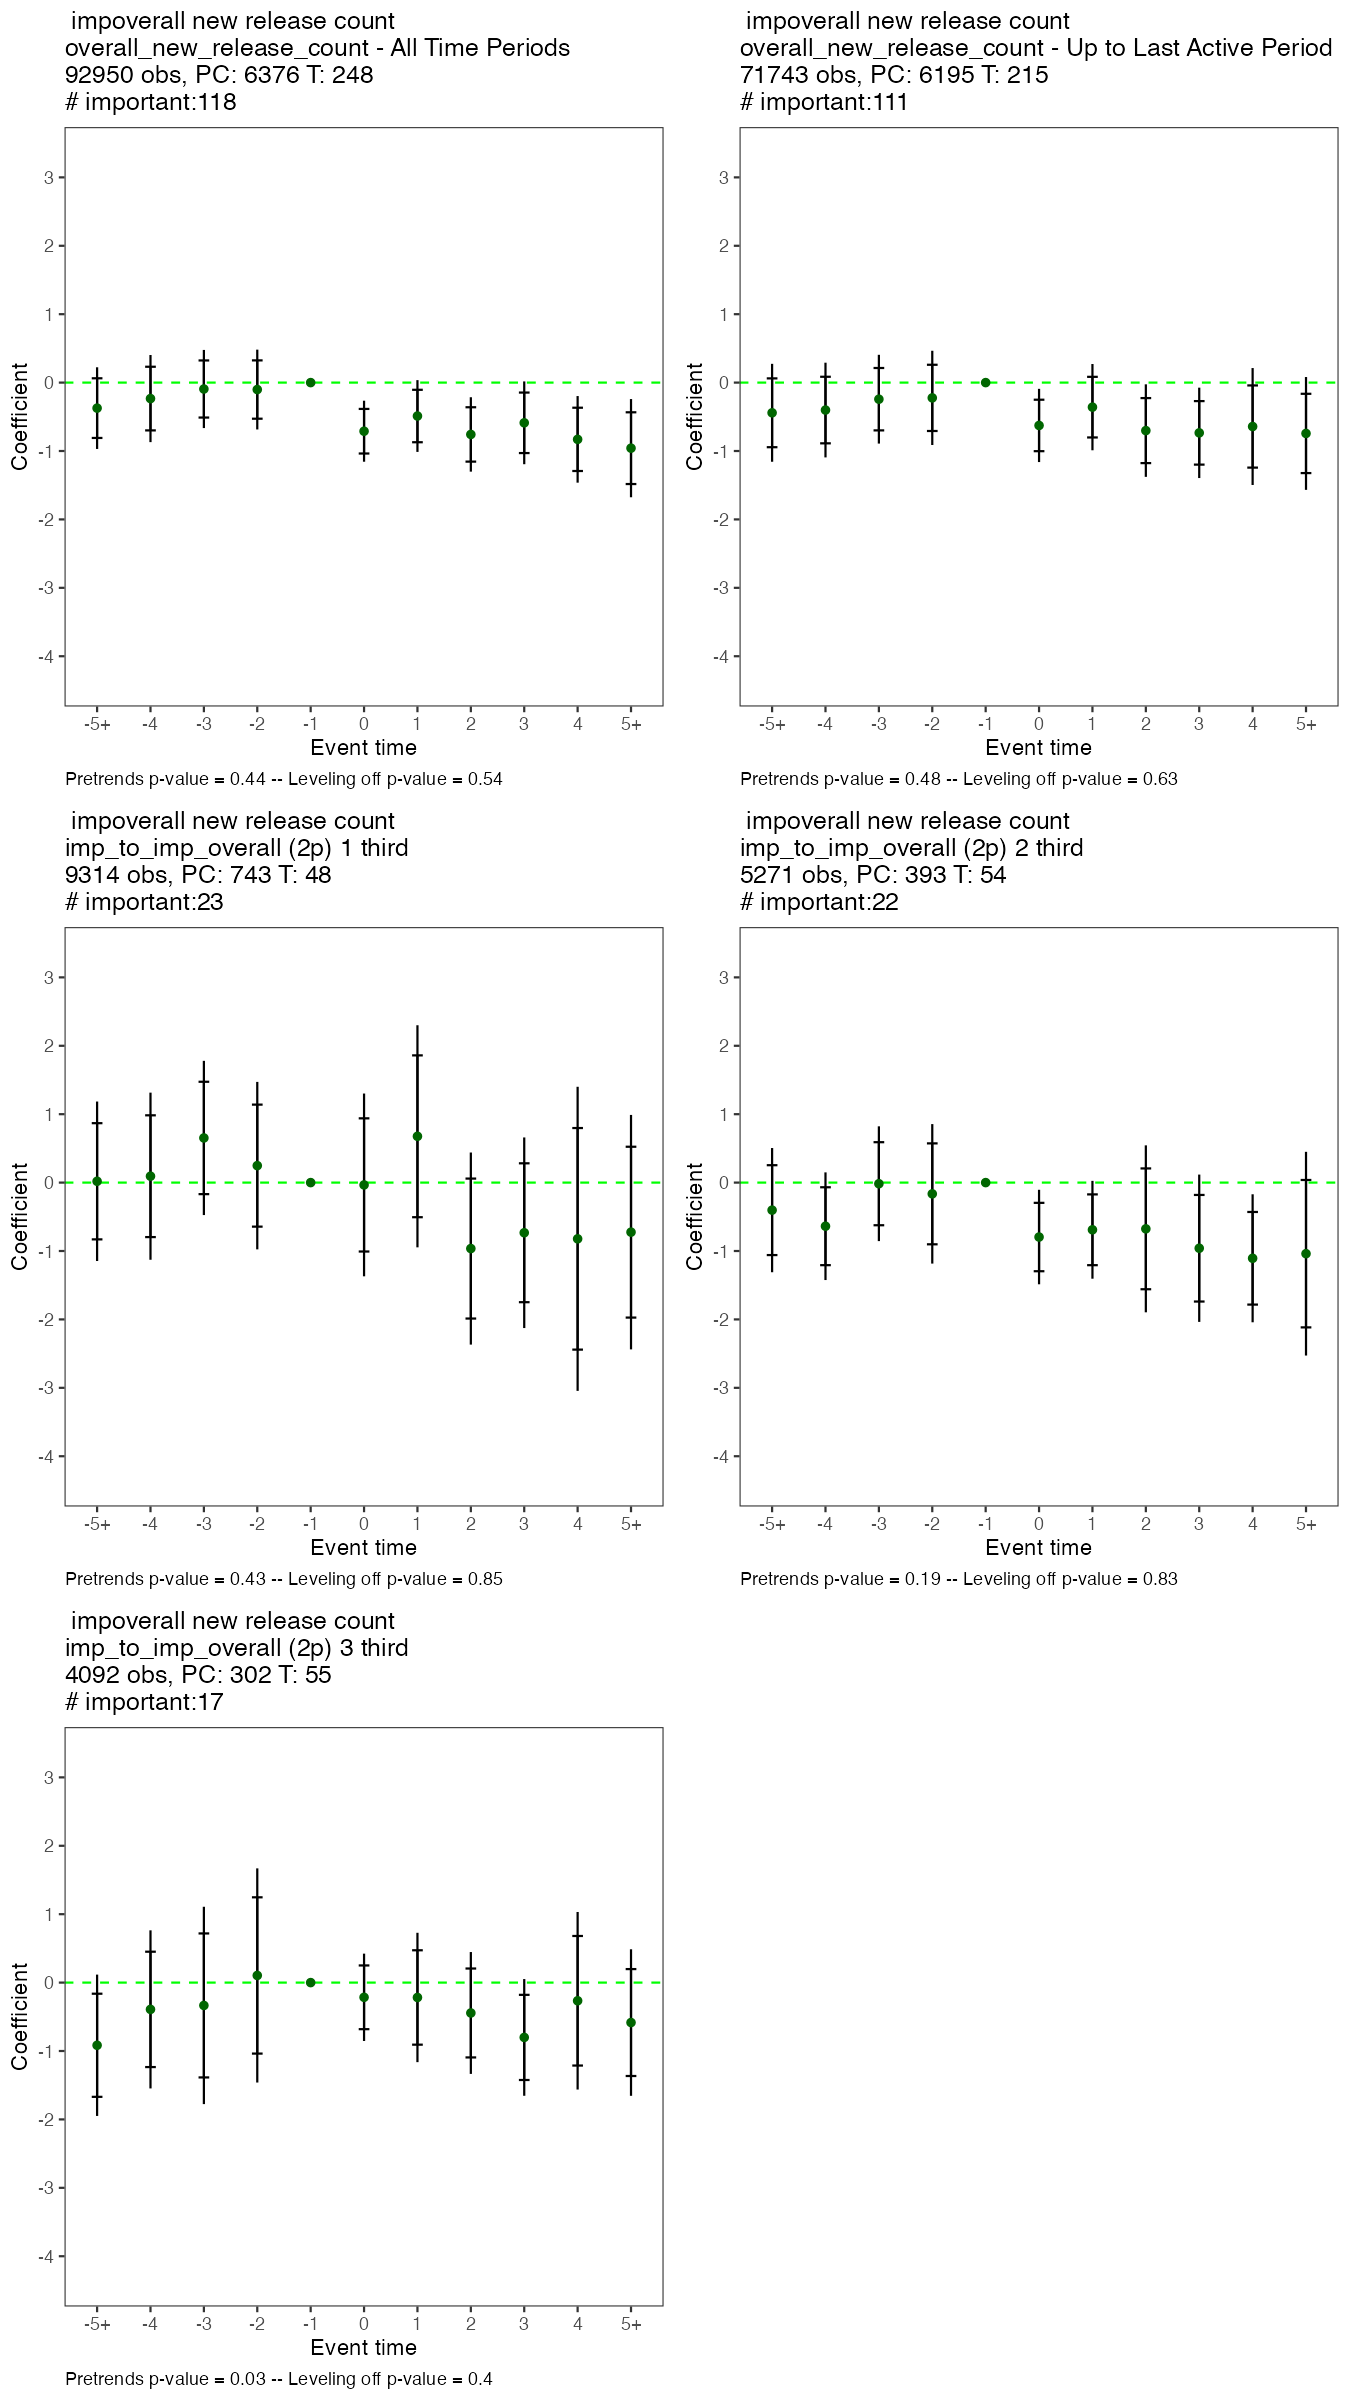 impoverall new release count
overall_new_release_count - All Time Periods
92950 obs, PC: 6376 T: 248
# important:118
3
2
1
0
-1
-2
-3
-4
Coefficient
-5+ -4 -3 -2 -1 0 1 2 3 4 5+
Event time
Pretrends p-value = 0.44 -- Leveling off p-value = 0.54
impoverall new release count
overall_new_release_count - Up to Last Active Period
71743 obs, PC: 6195 T: 215
# important:111
3
2
1
0
-1
-2
-3
-4
Coefficient
-5+ -4 -3 -2 -1 0 1 2 3 4 5+
Event time
Pretrends p-value = 0.48 -- Leveling off p-value = 0.63
impoverall new release count
imp_to_imp_overall (2p) 1 third
9314 obs, PC: 743 T: 48
# important:23
3
2
1
0
-1
-2
-3
-4
Coefficient
-5+ -4 -3 -2 -1 0 1 2 3 4 5+
Event time
Pretrends p-value = 0.43 -- Leveling off p-value = 0.85
impoverall new release count
imp_to_imp_overall (2p) 2 third
5271 obs, PC: 393 T: 54
# important:22
3
2
1
0
-1
-2
-3
-4
Coefficient
-5+ -4 -3 -2 -1 0 1 2 3 4 5+
Event time
Pretrends p-value = 0.19 -- Leveling off p-value = 0.83
impoverall new release count
imp_to_imp_overall (2p) 3 third
4092 obs, PC: 302 T: 55
# important:17
3
2
1
0
-1
-2
-3
-4
Coefficient
-5+ -4 -3 -2 -1 0 1 2 3 4 5+
Event time
Pretrends p-value = 0.03 -- Leveling off p-value = 0.4